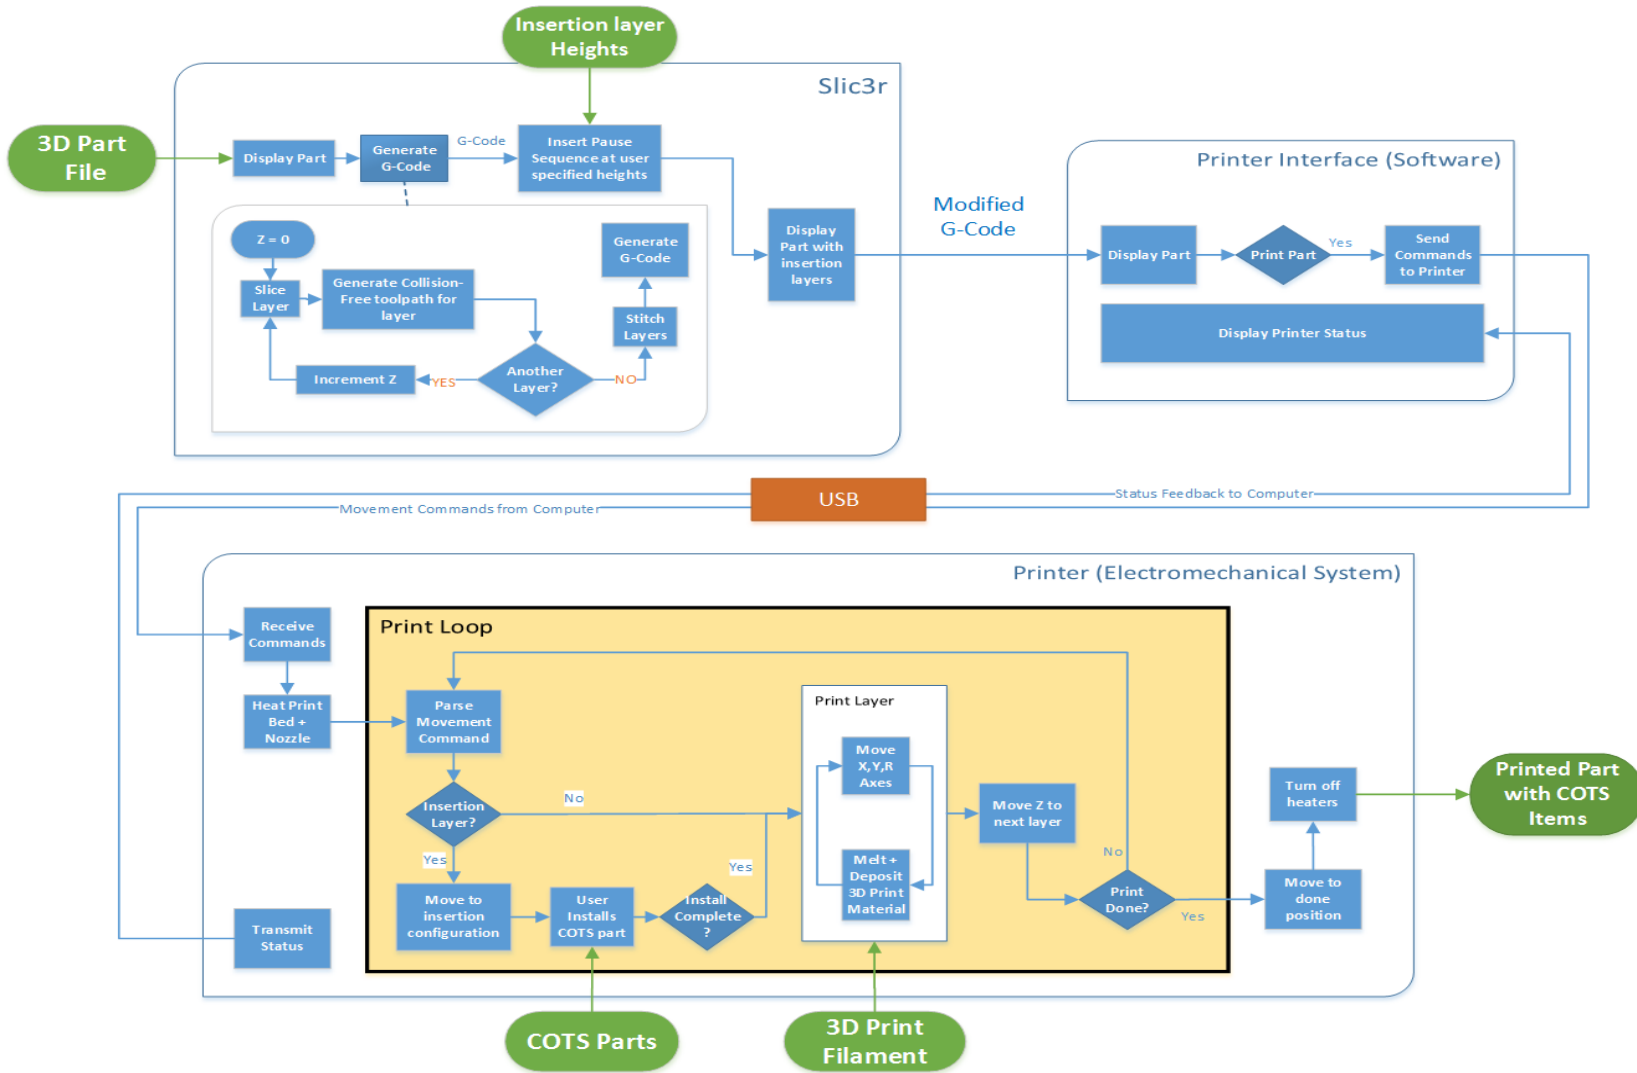 Insertion layer
Heights
Slic3r
3D Part
File
Display Part
Generate
G-Code
G-Code
Insert Pause
Sequence at user
specified heights
Z = 0
Slice
Layer
Generate Collision-
Free toolpath for
layer
Another
Layer?
YES
Increment Z
NO
Stitch
Layers
Generate
G-Code
Display
Part with
insertion
layers
Modified
G-Code
Printer Interface (Software)
Display Part
Print Part
Yes
Send
Commands
to Printer
Display Printer Status
USB
Status Feedback to Computer
Movement Commands from Computer
Printer (Electromechanical System)
Receive
Commands
Heat Print
Bed +
Nozzle
Transmit
Status
Print Loop
Parse
Movement
Command
Insertion
Layer?
No
Yes
Move to
insertion
configuration
User
Installs
COTS part
Install
Complete
?
Yes
Print Layer
Move
X,Y,R
Axes
Melt +
Deposit
3D Print
Material
Move Z to
next layer
No
Print
Done?
Yes
Move to
done
position
Turn off
heaters
Printed Part
with COTS
Items
COTS Parts
3D Print
Filament